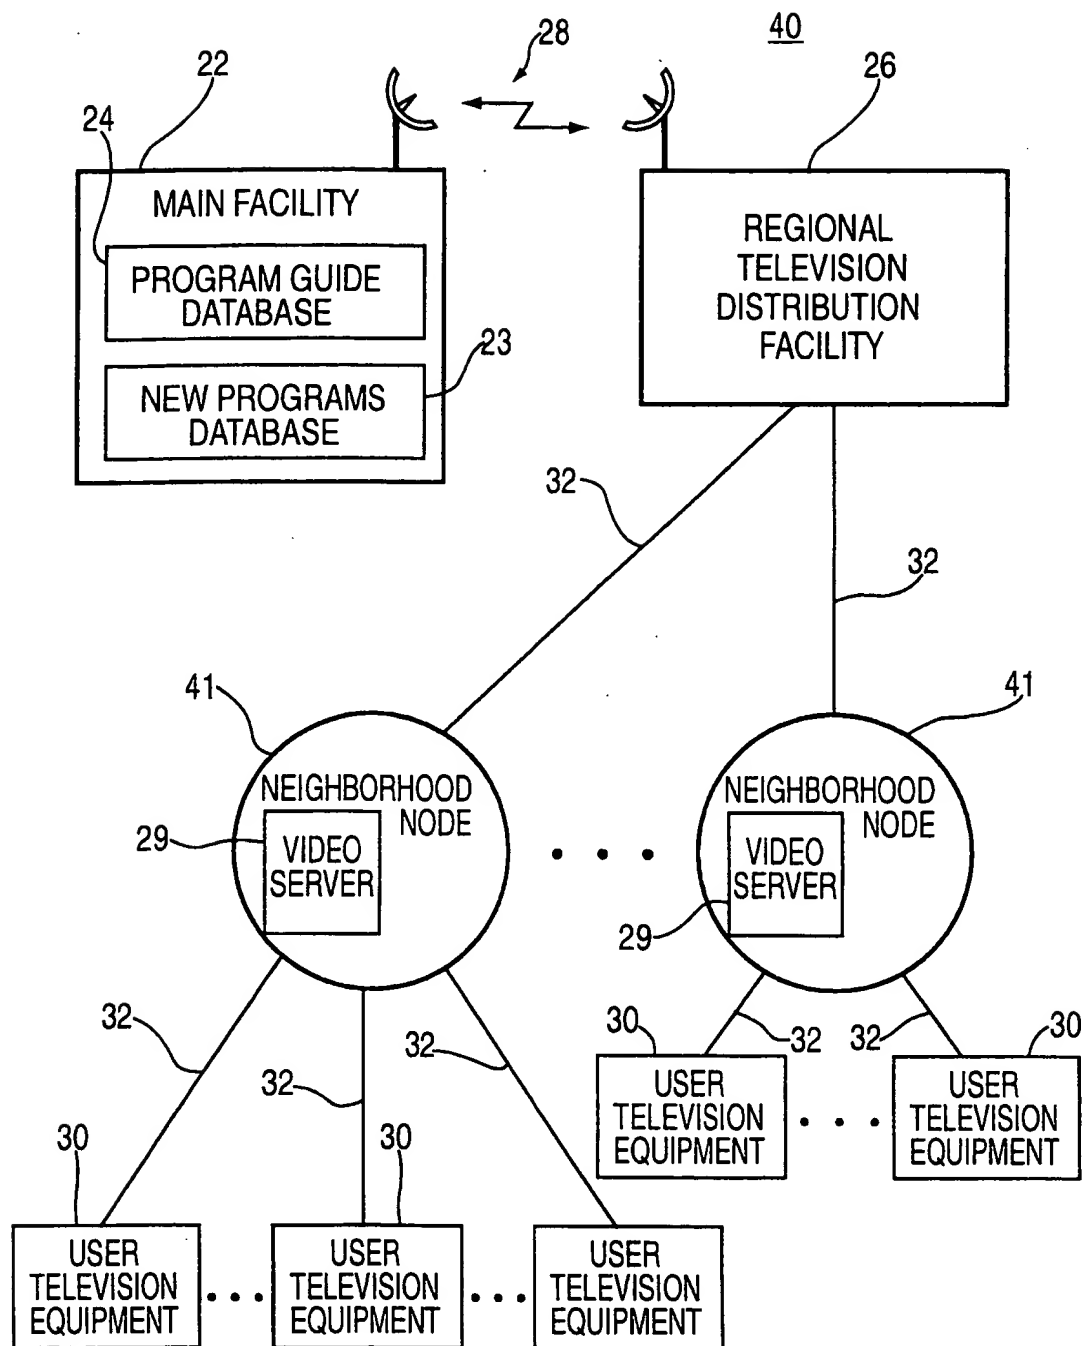 40
28
22
26
24
MAIN FACILITY
PROGRAM GUIDE
DATABASE
23
NEW PROGRAMS
DATABASE
REGIONAL
TELEVISION
DISTRIBUTION
FACILITY
32
32
41
41
NEIGHBORHOOD
NODE
29
VIDEO
SERVER
NEIGHBORHOOD
NODE
29
VIDEO
SERVER
32
32
32
32
32
30
30
USER
TELEVISION
EQUIPMENT
USER
TELEVISION
EQUIPMENT
30
30
USER
TELEVISION
EQUIPMENT
USER
TELEVISION
EQUIPMENT
USER
TELEVISION
EQUIPMENT